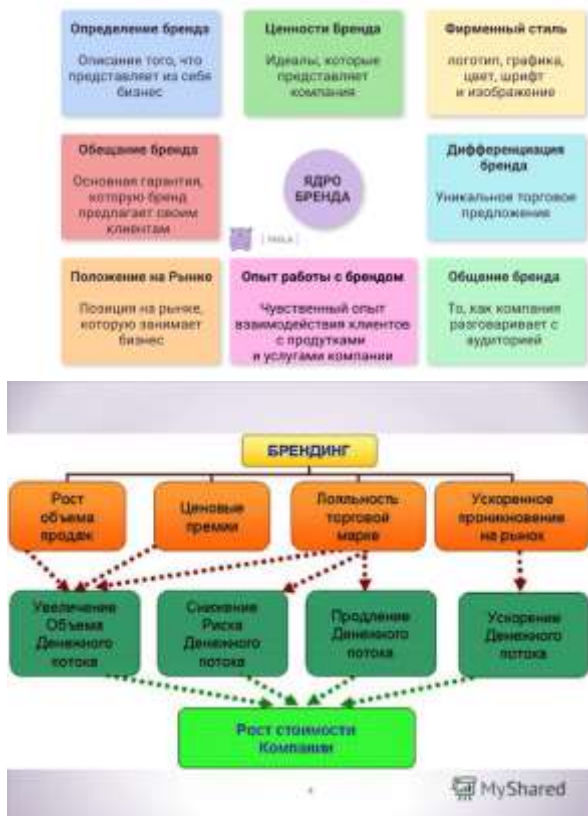 Определение бренда
Описание того, что
представляет из себя
бизнес
Ценности бренда
Идеалы, которые
представляет
компания
Фирменный стиль
логотип, графика,
цвет, шрифт
и изображение
Обещание бренда
Основная гарантия,
которую бренд
предлагает своим
клиентам
ЯДРО
БРЕНДА
Дифференциация
бренда
Уникальное торговое
предложение
Положение на Рынке
Позиция на рынке,
которую занимает
бизнес
Опыт работы с брендом
Чувственный опыт
взаимодействия клиентов
с продутками
и услугами компании
Общение бренда
То, как компания
разговаривает с
аудиторией
БРЕНДИНГ
Рост
объема
продаж
Ценовые
премии
Лояльность
торговой
марке
Ускоренное
проникновение
на рынок
Увеличение
Объема
Денежного
потока
Снижение
Риска
Денежного
потока
Продление
Денежного
потока
Ускорение
Денежного
потока
Рост стоимости
Компании
MyShared